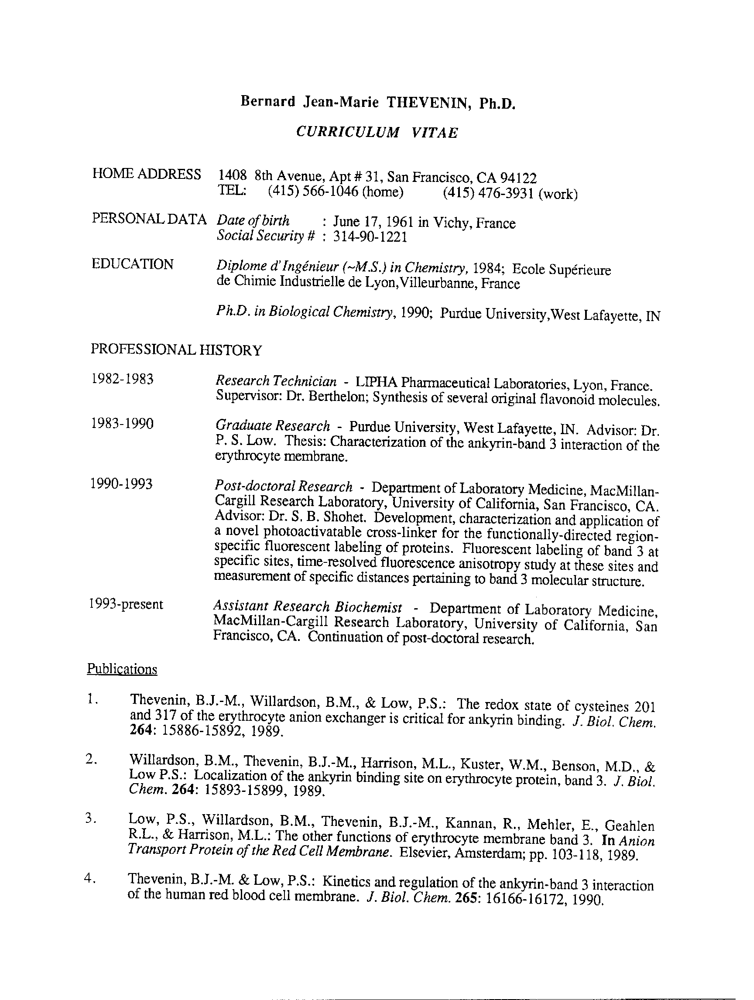 Bernard Jean-Marie THEVENIN, Ph.D.
CURRICULUM VITAE
HOME ADDRESS 1408 8th Avenue, Apt # 31, San Francisco, CA 94122
TEL: (415) 566-1046 (home) (415) 476-3931 (work)
PERSONAL DATA Date of birth : June 17, 1961 in Vichy, France
Social Security # : 314-90-1221
EDUCATION Diplome d'Ingénieur (~M.S.) in Chemistry, 1984; Ecole Supérieure
de Chimie Industrielle de Lyon,Villeurbanne, France
Ph.D. in Biological Chemistry, 1990; Purdue University,West Lafayette, IN
PROFESSIONAL HISTORY
1982-1983 Research Technician - LIPHA Pharmaceutical Laboratories, Lyon, France.
Supervisor: Dr. Berthelon; Synthesis of several original flavonoid molecules.
1983-1990 Graduate Research - Purdue University, West Lafayette, IN. Advisor: Dr.
P. S. Low. Thesis: Characterization of the ankyrin-band 3 interaction of the
erythrocyte membrane.
1990-1993 Post-doctoral Research - Department of Laboratory Medicine, MacMillan-
Cargill Research Laboratory, University of California, San Francisco, CA.
Advisor: Dr. S. B. Shohet. Development, characterization and application of
a novel photoactivatable cross-linker for the functionally-directed region-
specific fluorescent labeling of proteins. Fluorescent labeling of band 3 at
specific sites, time-resolved fluorescence anisotropy study at these sites and
measurement of specific distances pertaining to band 3 molecular structure.
1993-present Assistant Research Biochemist - Department of Laboratory Medicine,
MacMillan-Cargill Research Laboratory, University of California, San
Francisco, CA. Continuation of post-doctoral research.
Publications
1. Thevenin, B.J.-M., Willardson, B.M., & Low, P.S.: The redox state of cysteines 201
and 317 of the erythrocyte anion exchanger is critical for ankyrin binding. J. Biol. Chem.
264: 15886-15892, 1989.
2. Willardson, B.M., Thevenin, B.J.-M., Harrison, M.L., Kuster, W.M., Benson, M.D., &
Low P.S.: Localization of the ankyrin binding site on erythrocyte protein, band 3. J. Biol.
Chem. 264: 15893-15899, 1989.
3. Low, P.S., Willardson, B.M., Thevenin, B.J.-M., Kannan, R., Mehler, E., Geahlen
R.L., & Harrison, M.L.: The other functions of erythrocyte membrane band 3. In Anion
Transport Protein of the Red Cell Membrane. Elsevier, Amsterdam; pp. 103-118, 1989.
4. Thevenin, B.J.-M. & Low, P.S.: Kinetics and regulation of the ankyrin-band 3 interaction
of the human red blood cell membrane. J. Biol. Chem. 265: 16166-16172, 1990.